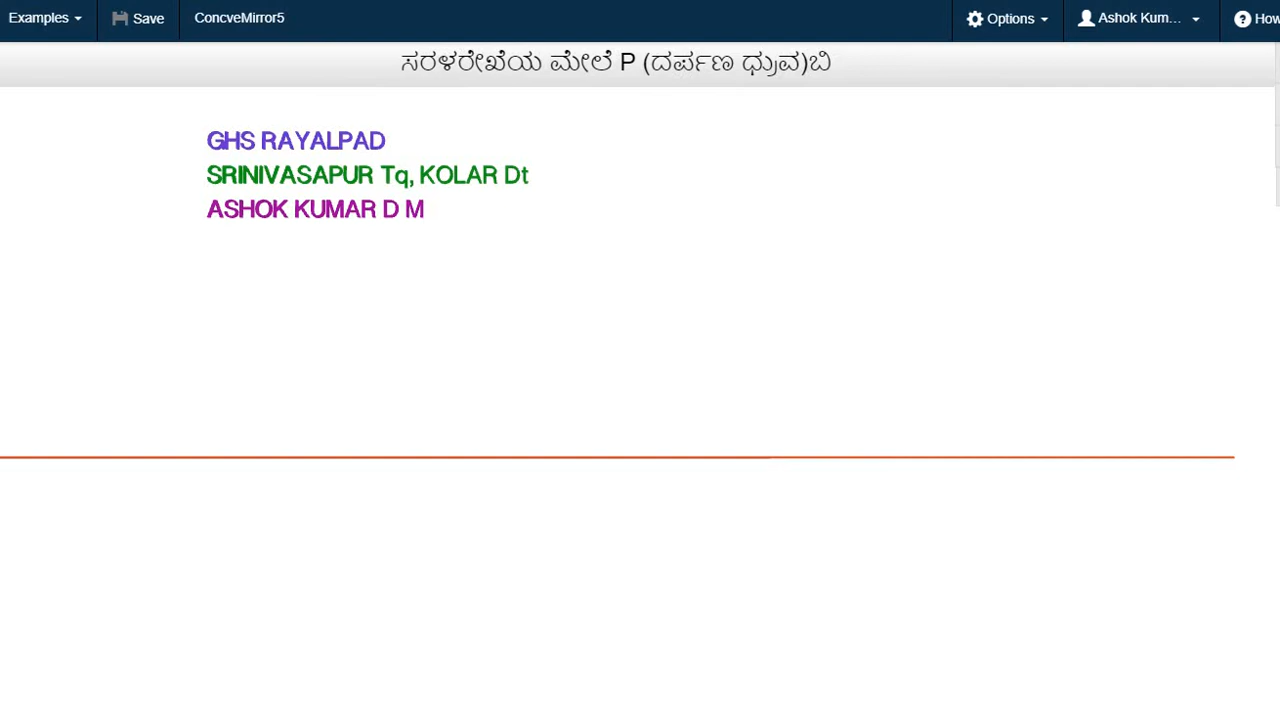 Examples Save ConcveMirror5 Options Ashok Kum... How
ಸರಳರೇಖೆಯ ಮೇಲೆ P (ದರ್ಪಣ ಧ್ರುವ)ಬಿ
GHS RAYALPAD
SRINIVASAPUR Tq, KOLAR Dt
ASHOK KUMAR D M